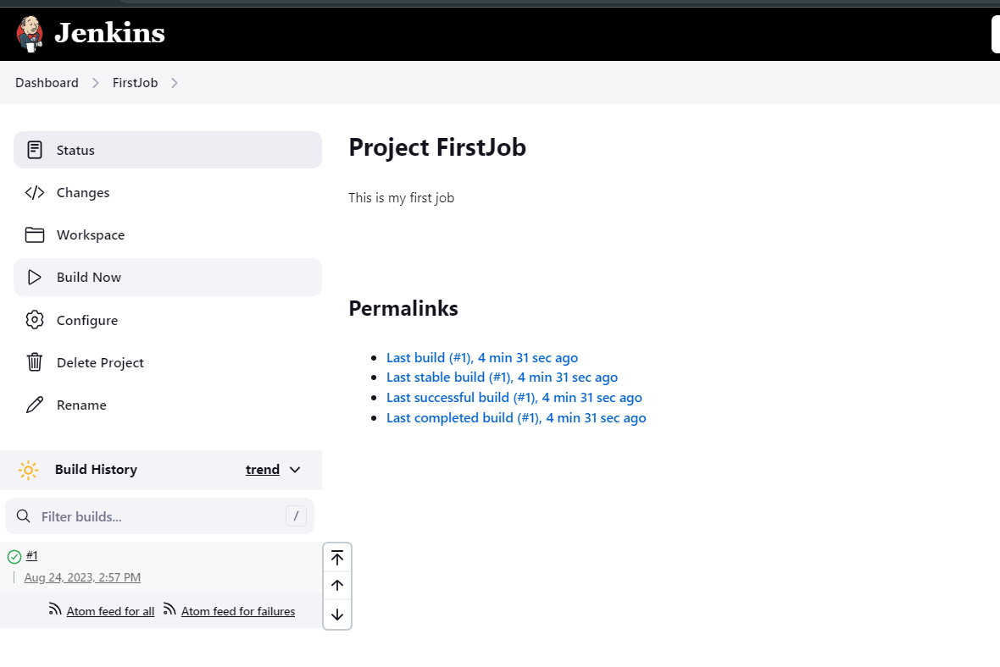 Jenkins
Dashboard FirstJob
Status
Changes
Workspace
Build Now
Configure
Delete Project
Rename
Build History trend
Filter builds... /
#1
Aug 24, 2023, 2:57 PM
Atom feed for all Atom feed for failures
Project FirstJob
This is my first job
Permalinks
Last build (#1), 4 min 31 sec ago
Last stable build (#1), 4 min 31 sec ago
Last successful build (#1), 4 min 31 sec ago
Last completed build (#1), 4 min 31 sec ago